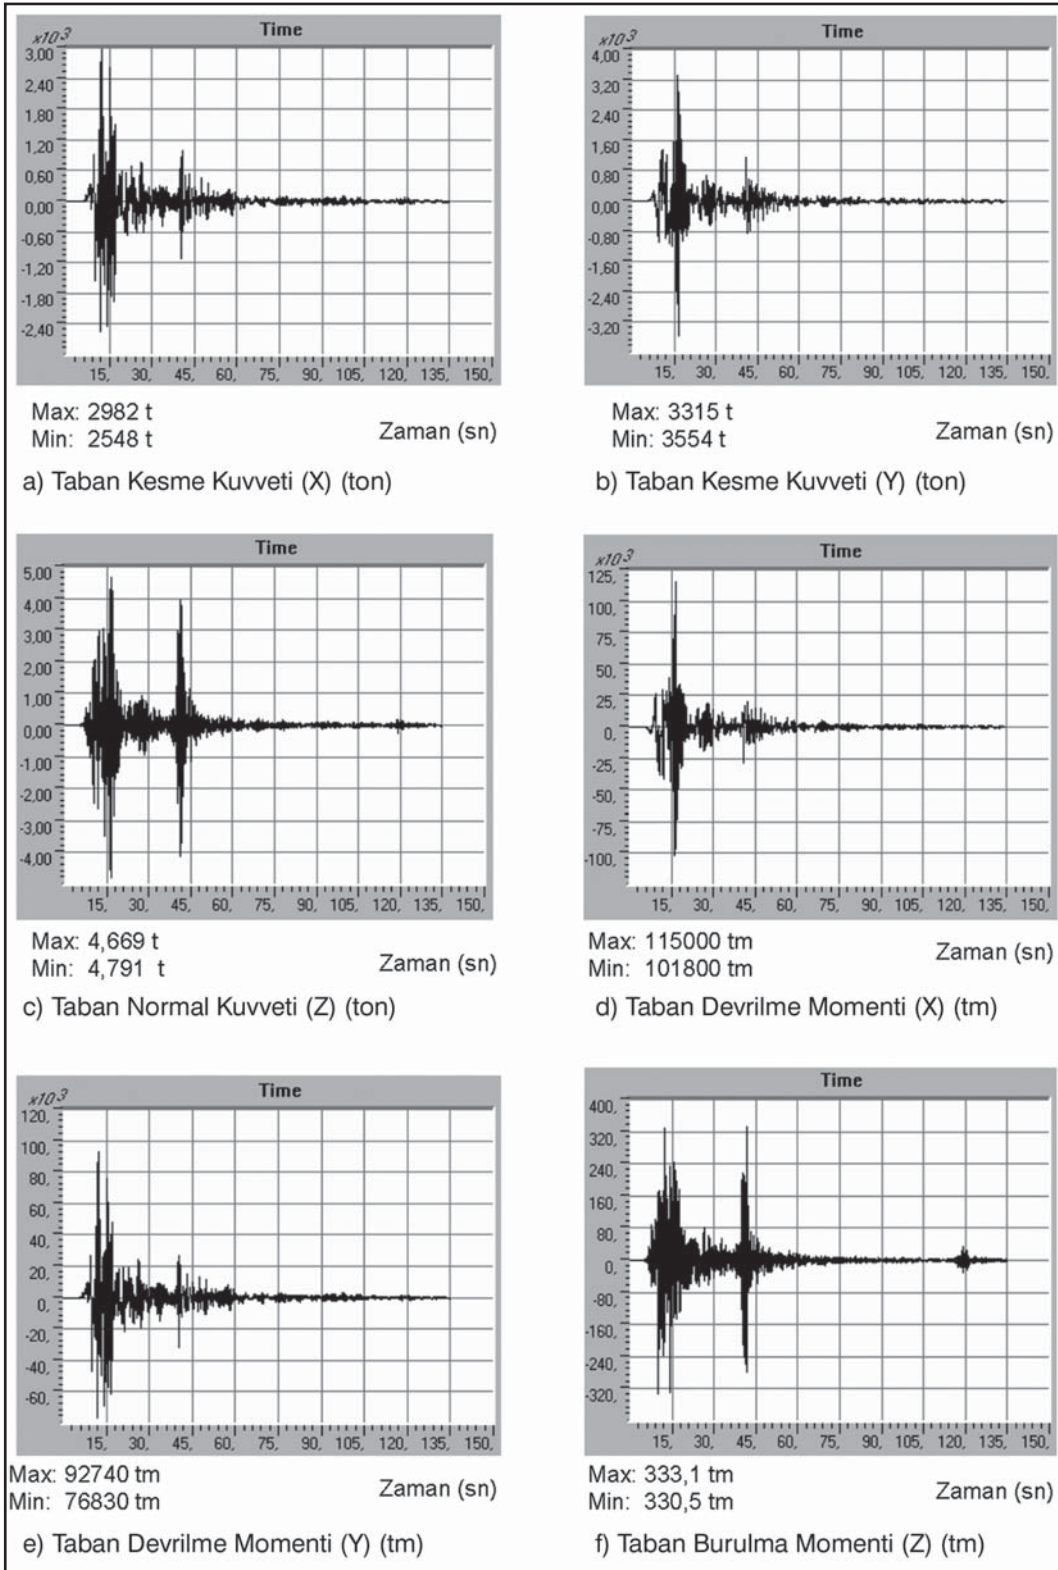 Time
x10 3
3,00
2,40
1,80
1,20
0,60
0,00
-0,60
-1,20
-1,80
-2,40
15, 30, 45, 60, 75, 90, 105, 120, 135, 150,
Max: 2982 t
Min: 2548 t
Zaman (sn)
a) Taban Kesme Kuvveti (X) (ton)
Time
x10 3
4,00
3,20
2,40
1,60
0,80
0,00
-0,80
-1,60
-2,40
-3,20
15, 30, 45, 60, 75, 90, 105, 120, 135, 150,
Max: 3315 t
Min: 3554 t
Zaman (sn)
b) Taban Kesme Kuvveti (Y) (ton)
Time
5,00
4,00
3,00
2,00
1,00
0,00
-1,00
-2,00
-3,00
-4,00
15, 30, 45, 60, 75, 90, 105, 120, 135, 150,
Max: 4,669 t
Min: 4,791 t
Zaman (sn)
c) Taban Normal Kuvveti (Z) (ton)
Time
x10 3
125,
100,
75,
50,
25,
0,
-25,
-50,
-75,
-100,
15, 30, 45, 60, 75, 90, 105, 120, 135, 150,
Max: 115000 tm
Min: 101800 tm
Zaman (sn)
d) Taban Devrilme Momenti (X) (tm)
Time
x10 3
120,
100,
80,
60,
40,
20,
0,
-20,
-40,
-60,
15, 30, 45, 60, 75, 90, 105, 120, 135, 150,
Max: 92740 tm
Min: 76830 tm
Zaman (sn)
e) Taban Devrilme Momenti (Y) (tm)
Time
400,
320,
240,
160,
80,
0,
-80,
-160,
-240,
-320,
15, 30, 45, 60, 75, 90, 105, 120, 135, 150,
Max: 333,1 tm
Min: 330,5 tm
Zaman (sn)
f) Taban Burulma Momenti (Z) (tm)